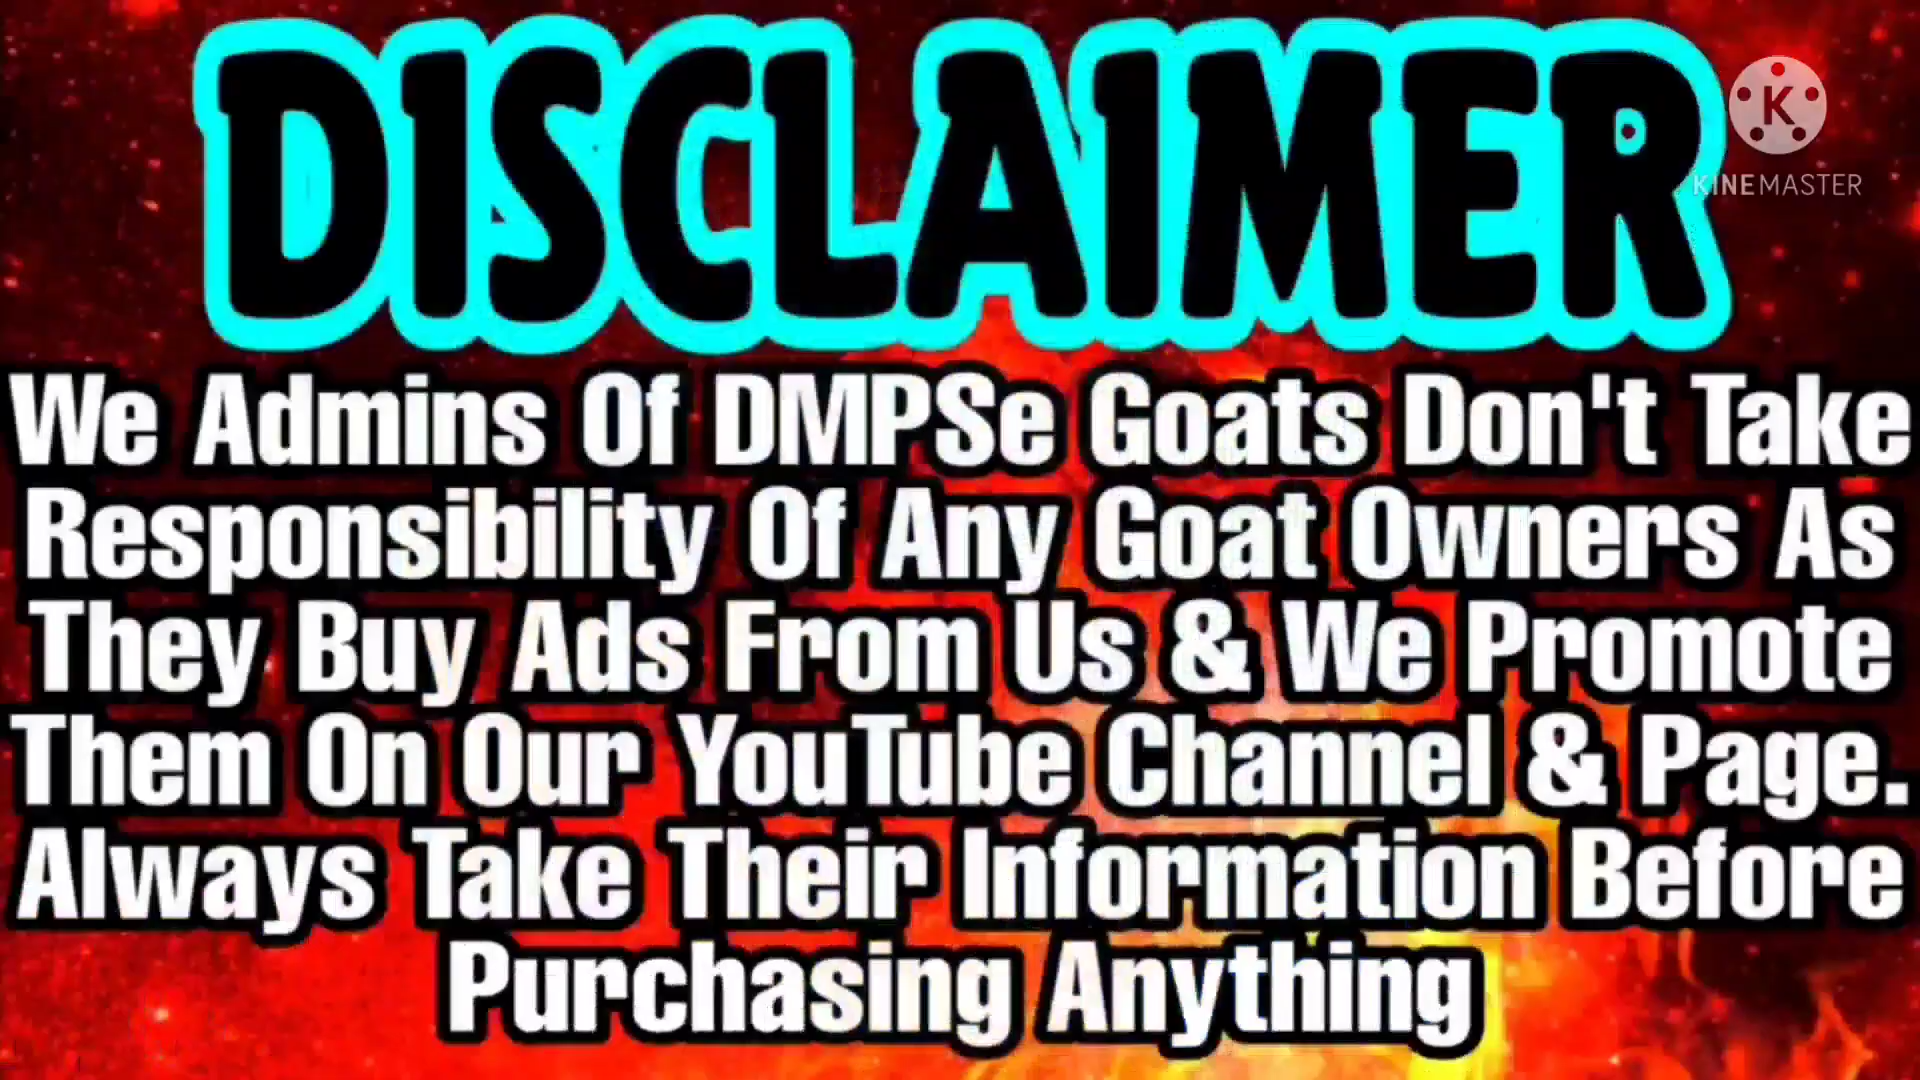 DISCLAIMER
K
KINEMASTER
We Admins Of DMPSe Goats Don't Take
Responsibility Of Any Goat Owners As
They Buy Ads From Us & We Promote
Them On Our YouTube Channel & Page.
Always Take Their Information Before
Purchasing Anything